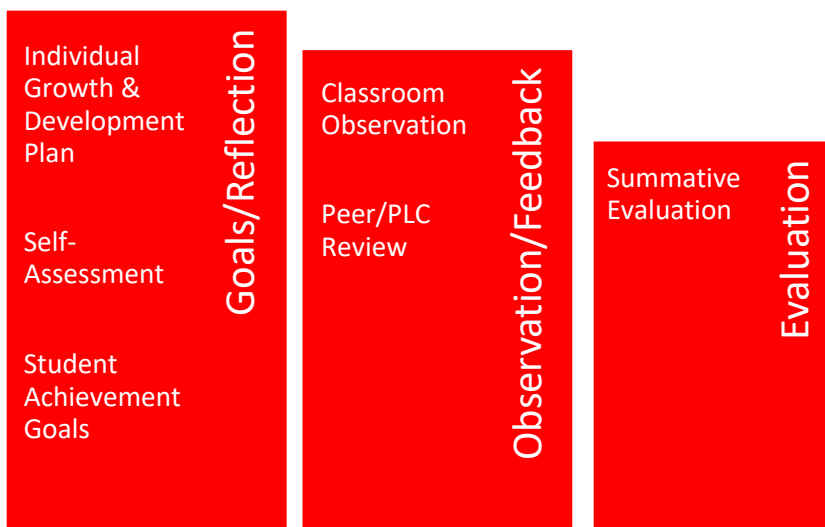 Individual
Growth &
Development
Plan
Self-
Assessment
Student
Achievement
Goals
Goals/Reflection
Classroom
Observation
Peer/PLC
Review
Observation/Feedback
Summative
Evaluation
Evaluation